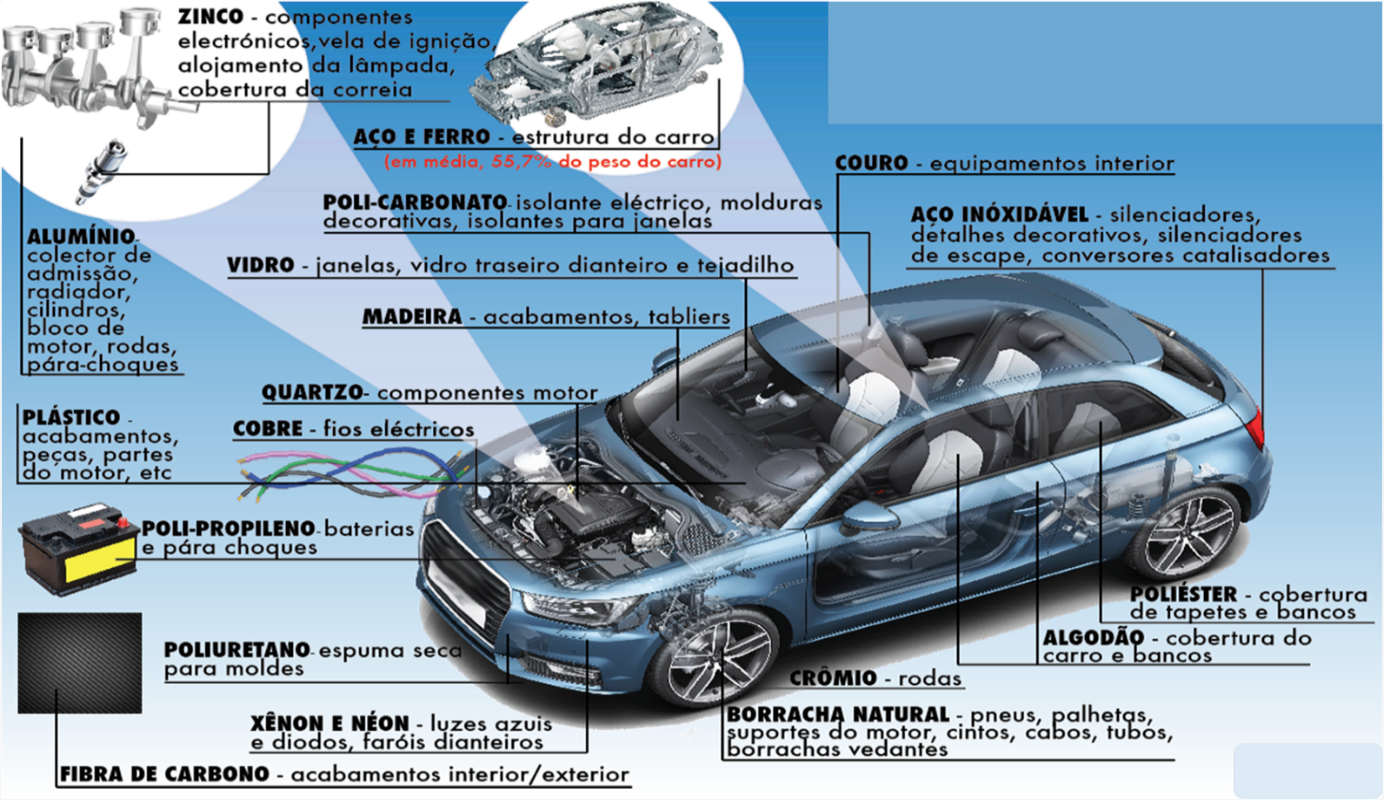 ZINCO - componentes
electrónicos,vela de ignição,
alojamento da lâmpada,
cobertura da correia
AÇO E FERRO - estrutura do carro
(em média, 55,7% do peso do carro)
COURO - equipamentos interior
POLI-CARBONATO- isolante eléctrico, molduras
decorativas, isolantes para janelas
AÇO INÓXIDÁVEL - silenciadores,
detalhes decorativos, silenciadores
de escape, conversores catalisadores
ALUMÍNIO-
colector de
admissão,
radiador,
cilindros,
bloco de
motor, rodas,
pára-choques
VIDRO - janelas, vidro traseiro dianteiro e tejadilho
MADEIRA - acabamentos, tabliers
QUARTZO- componentes motor
PLÁSTICO -
acabamentos,
peças, partes
do motor, etc
COBRE - fios eléctricos
POLI-PROPILENO- baterias
e pára choques
POLIÉSTER - cobertura
de tapetes e bancos
ALGODÃO - cobertura do
carro e bancos
POLIURETANO- espuma seca
para moldes
CRÔMIO - rodas
BORRACHA NATURAL - pneus, palhetas,
suportes do motor, cintos, cabos, tubos,
borrachas vedantes
XÊNON E NÉON - luzes azuis
e diodos, faróis dianteiros
FIBRA DE CARBONO - acabamentos interior/exterior